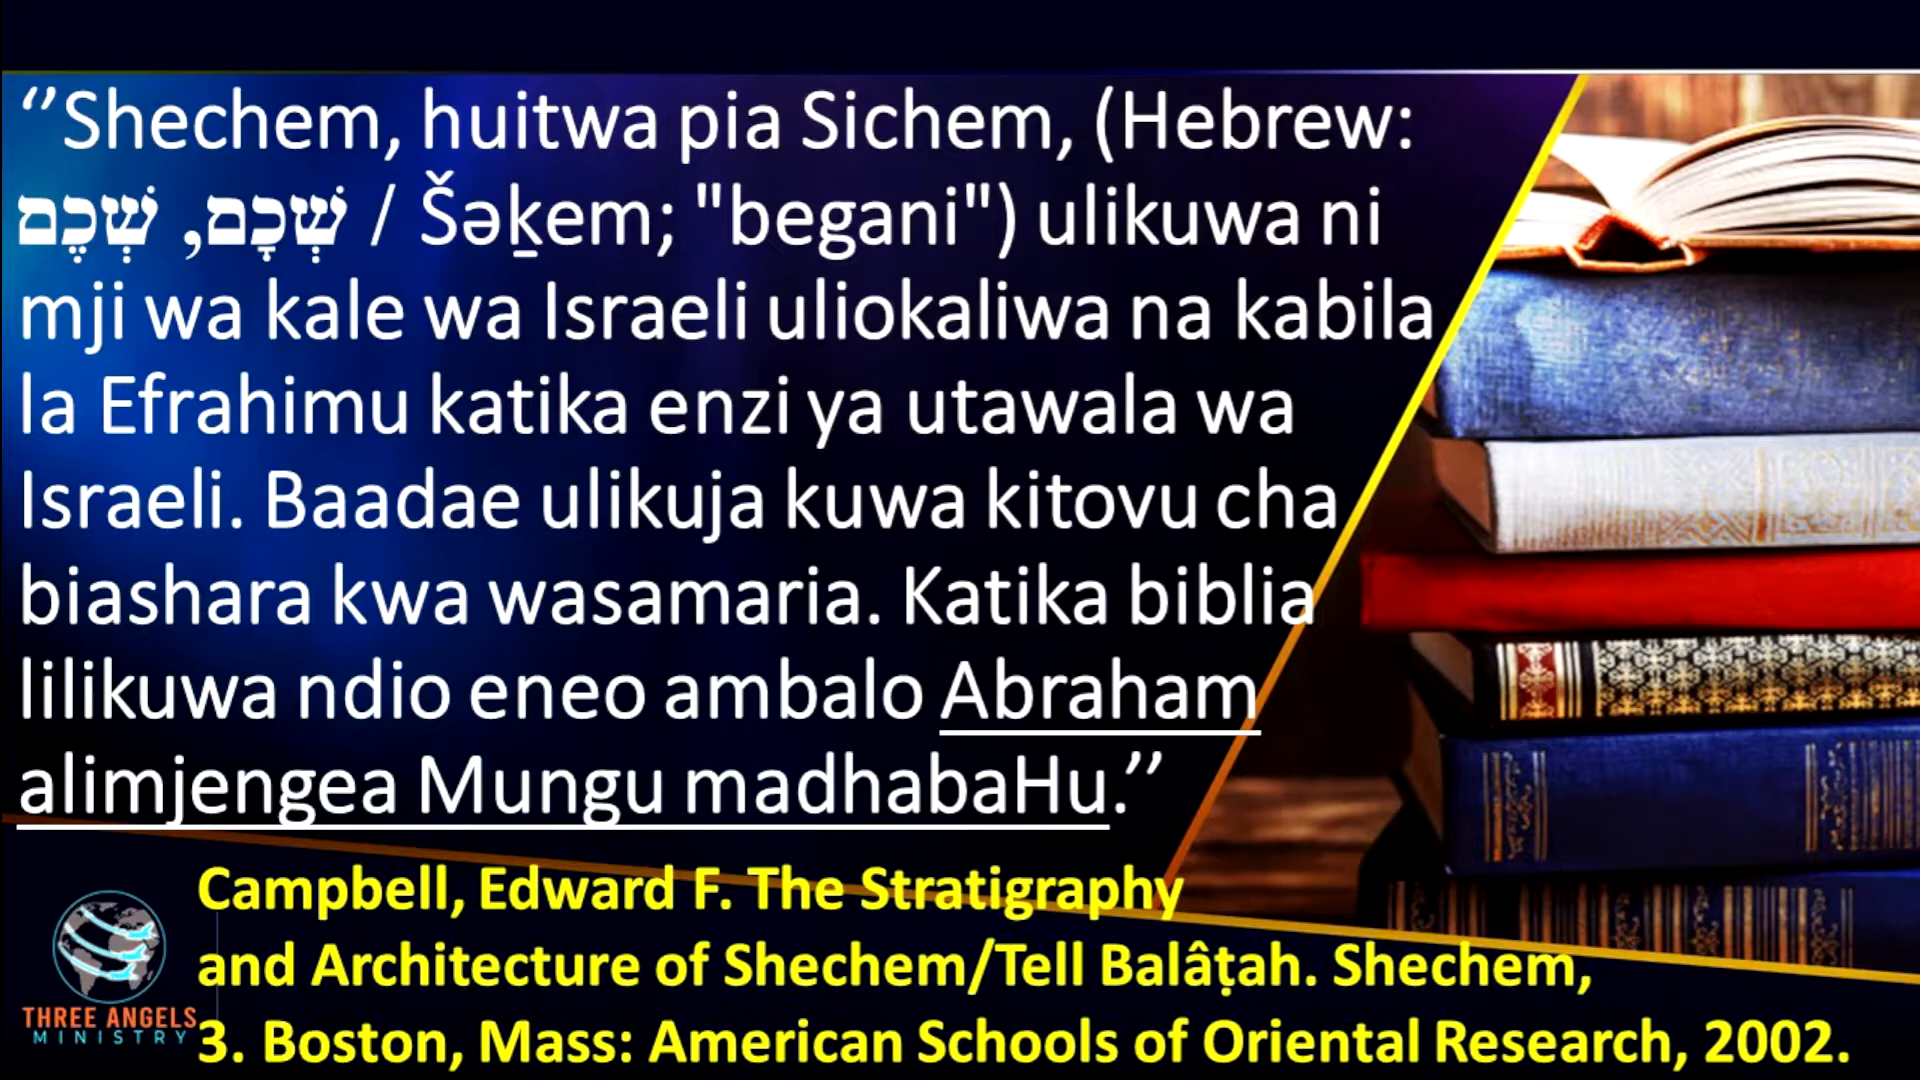 ‘’Shechem, huitwa pia Sichem, (Hebrew:
שְׁכָם, שְׁכֶם / Šəḵem; "begani") ulikuwa ni
mji wa kale wa Israeli uliokaliwa na kabila
la Efrahimu katika enzi ya utawala wa
Israeli. Baadae ulikuja kuwa kitovu cha
biashara kwa wasamaria. Katika biblia
lilikuwa ndio eneo ambalo Abraham
alimjengea Mungu madhabaHu.’’
Campbell, Edward F. The Stratigraphy
and Architecture of Shechem/Tell Balâṭah. Shechem,
3. Boston, Mass: American Schools of Oriental Research, 2002.
THREE ANGELS
MINISTRY